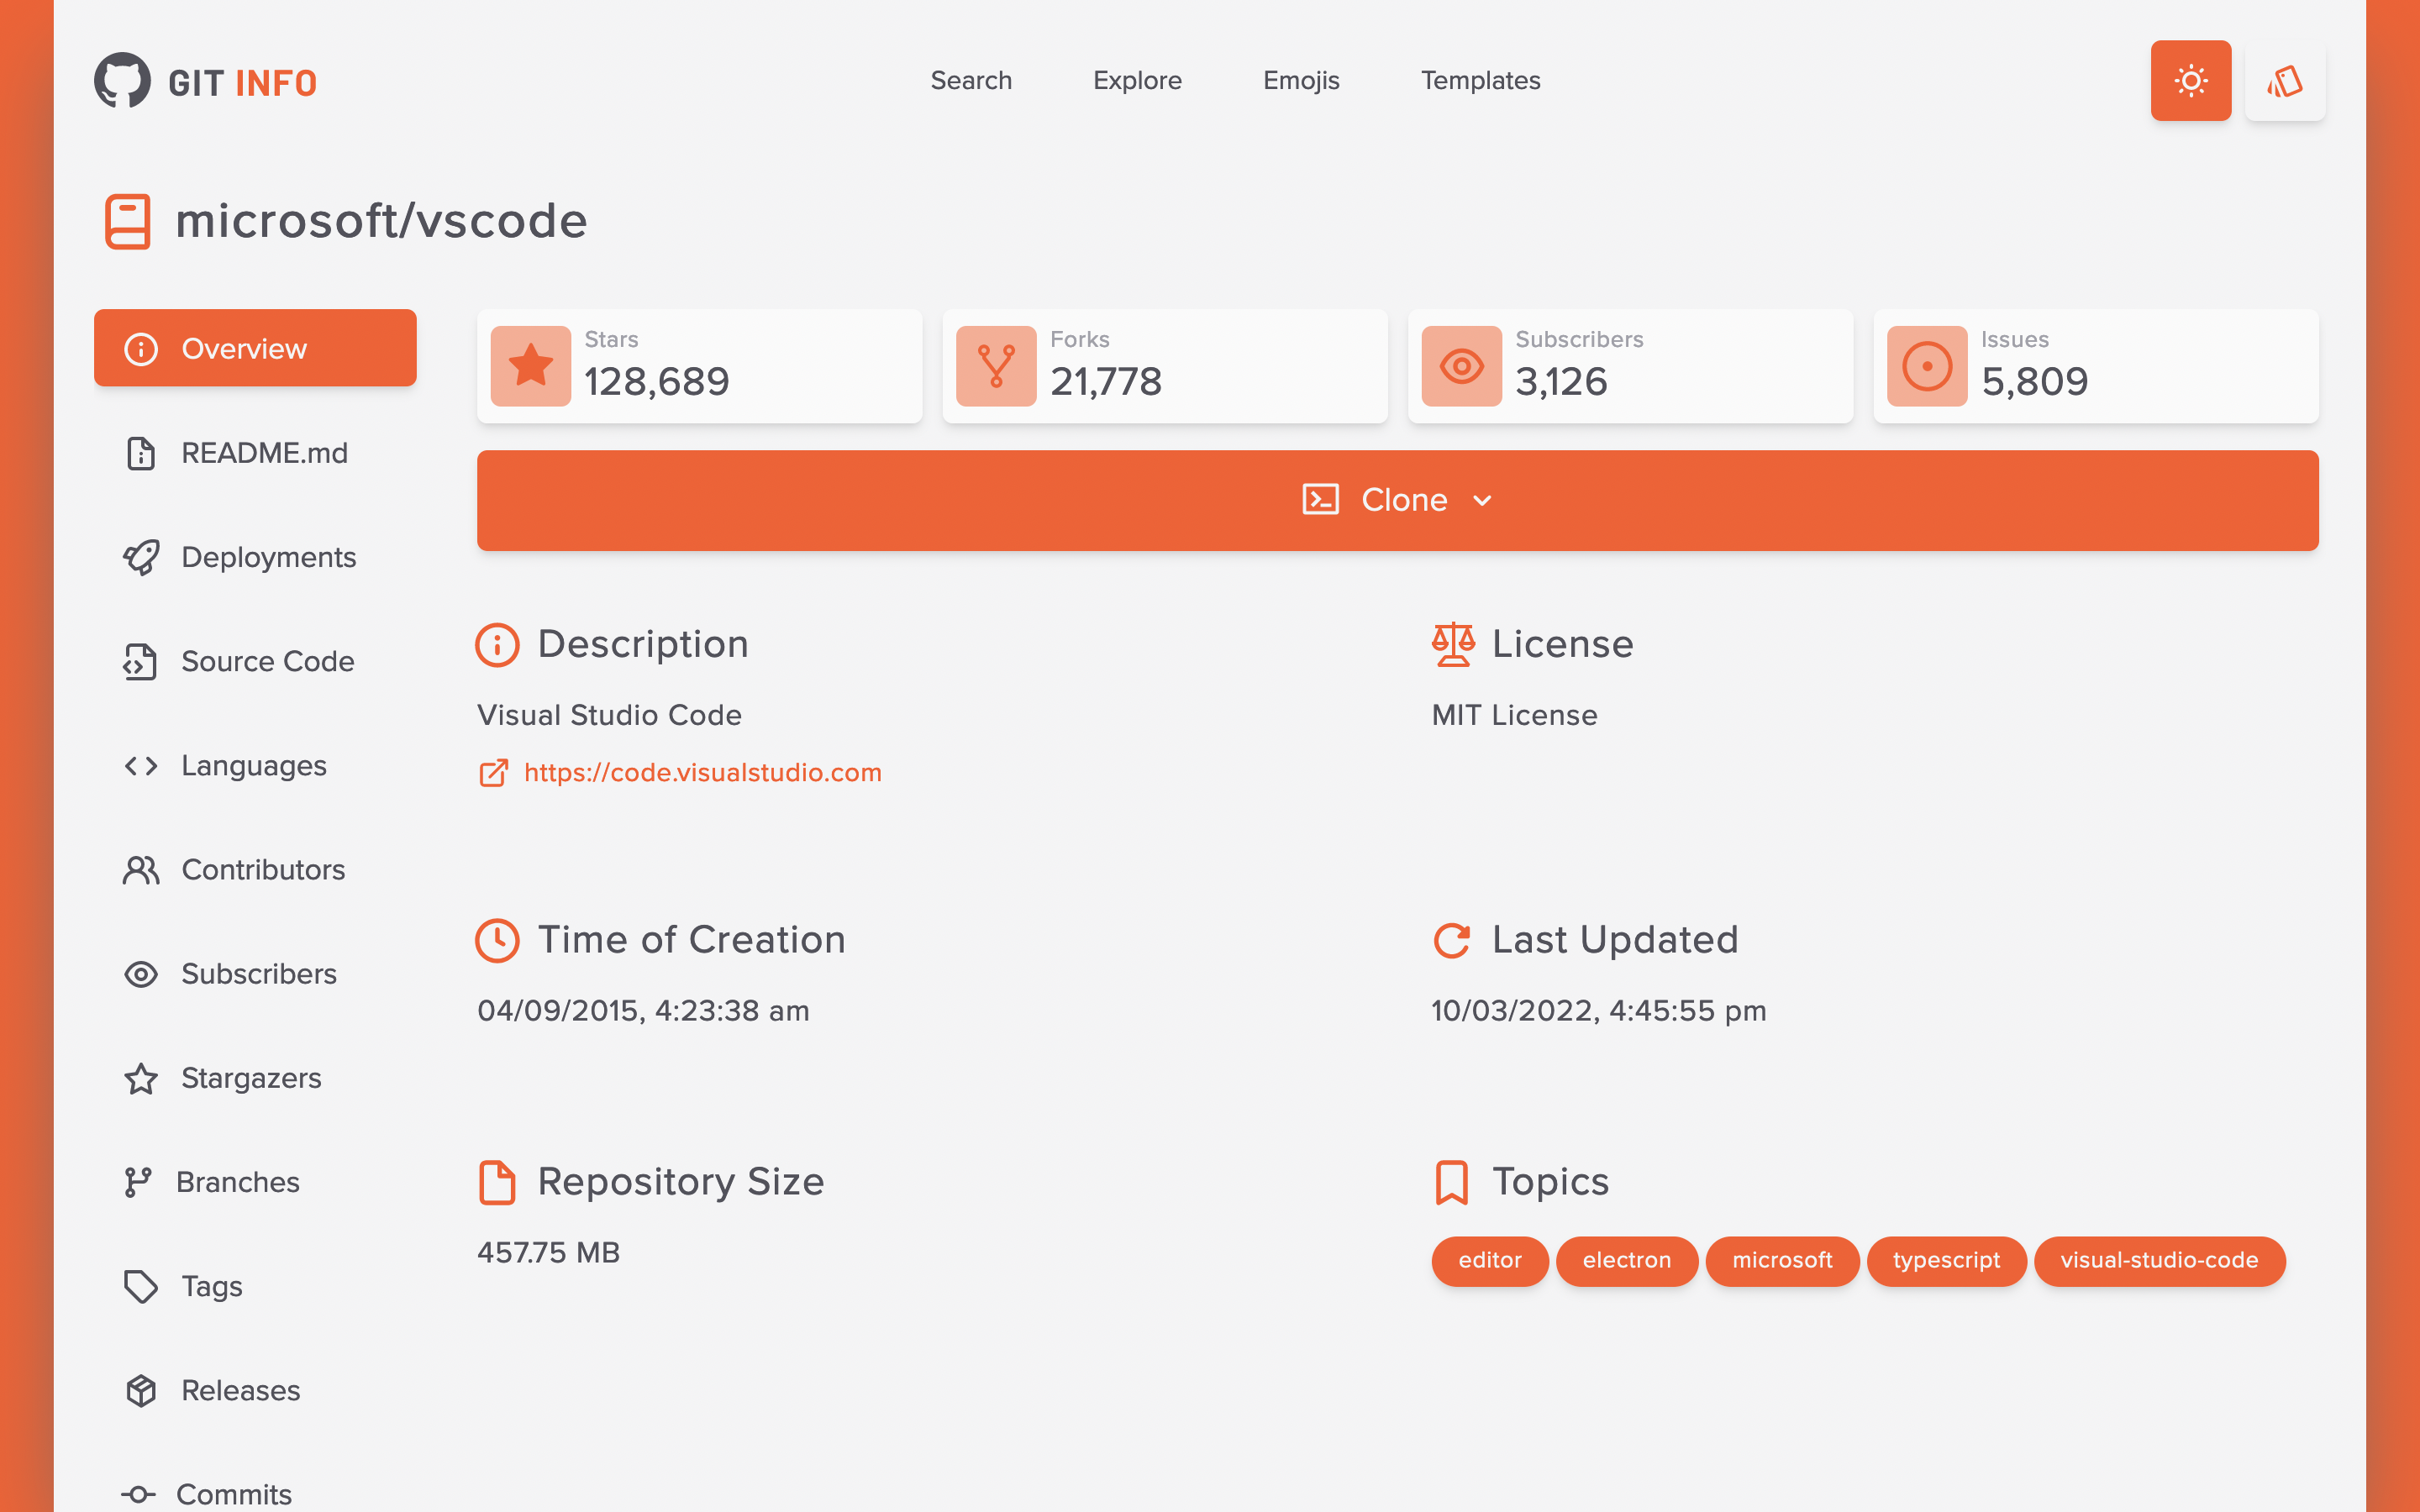 GIT INFO
Search
Explore
Emojis
Templates
microsoft/vscode
Overview
README.md
Deployments
Source Code
Languages
Contributors
Subscribers
Stargazers
Branches
Tags
Releases
Commits
Stars
128,689
Forks
21,778
Subscribers
3,126
Issues
5,809
Clone
Description
Visual Studio Code
https://code.visualstudio.com
License
MIT License
Time of Creation
04/09/2015, 4:23:38 am
Last Updated
10/03/2022, 4:45:55 pm
Repository Size
457.75 MB
Topics
editor
electron
microsoft
typescript
visual-studio-code